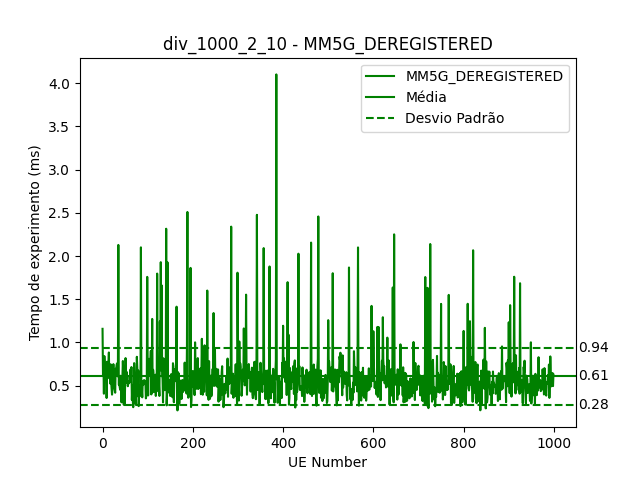 div_1000_2_10 - MM5G_DEREGISTERED
MM5G_DEREGISTERED
Média
Desvio Padrão
Tempo de experimento (ms)
4.0
3.5
3.0
2.5
2.0
1.5
1.0
0.5
0.94
0.61
0.28
0 200 400 600 800 1000
UE Number